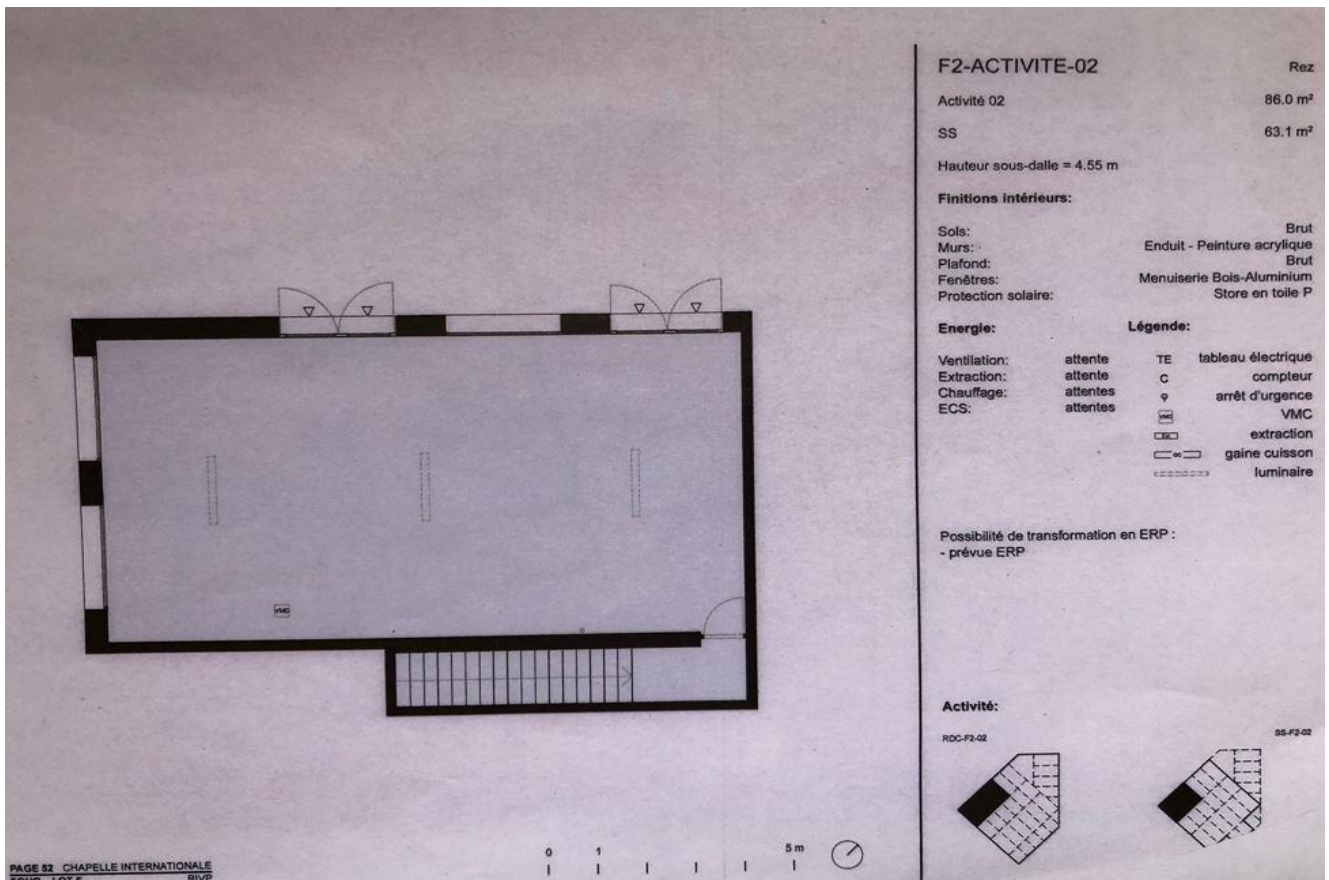 F2-ACTIVITE-02 Rez
Activité 02 86.0 m²
SS 63.1 m²
Hauteur sous-dalle = 4.55 m
Finitions intérieurs:
Sols: Brut
Murs: Enduit - Peinture acrylique
Plafond: Brut
Fenêtres: Menuiserie Bois-Aluminium
Protection solaire: Store en toile P
Energie: Légende:
Ventilation: attente TE tableau électrique
Extraction: attente C compteur
Chauffage: attentes arrêt d'urgence
ECS: attentes VMC VMC
extraction
gaine cuisson
luminaire
Possibilité de transformation en ERP :
- prévue ERP
VMC
Activité:
RDC-F2-02 SS-F2-02
0 1 5 m
PAGE 52 CHAPELLE INTERNATIONALE
LOT F RIVP